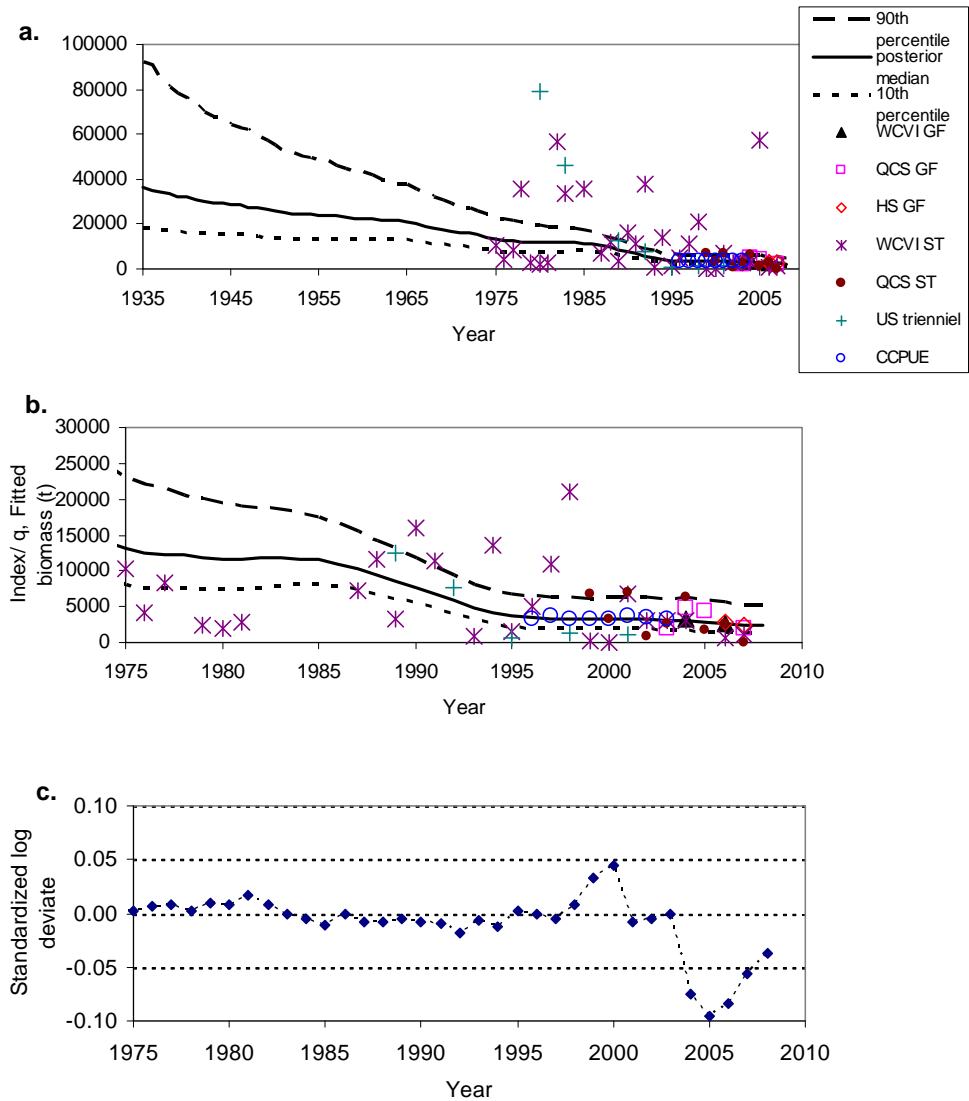 a.
100000
80000
60000
40000
20000
0
1935
1945
1955
1965
1975
1985
1995
2005
Year
90th
percentile
posterior
median
10th
percentile
WCVI GF
QCS GF
HS GF
WCVI ST
QCS ST
US trienniel
CCPUE
b.
Index/ q, Fitted
biomass (t)
30000
25000
20000
15000
10000
5000
0
1975
1980
1985
1990
1995
2000
2005
2010
Year
c.
Standardized log
deviate
0.10
0.05
0.00
-0.05
-0.10
1975
1980
1985
1990
1995
2000
2005
2010
Year